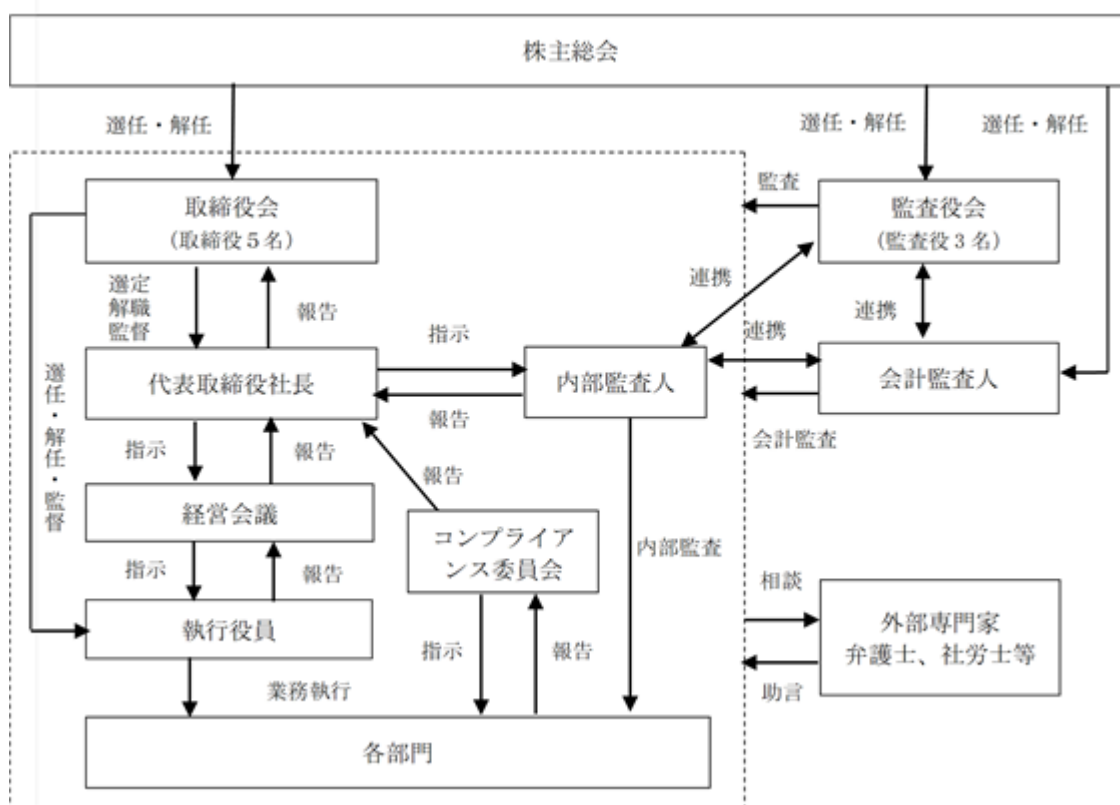 株主総会
選任・解任
選任・解任
選任・解任
取締役会
(取締役５名)
監査
監査役会
(監査役３名)
選定
解職
監督
報告
連携
連携
指示
連携
代表取締役社長
内部監査人
会計監査人
報告
会計監査
選任・解任・監督
指示
報告
報告
経営会議
コンプライア
ンス委員会
内部監査
指示
報告
相談
執行役員
外部専門家
弁護士、社労士等
指示
報告
業務執行
助言
各部門